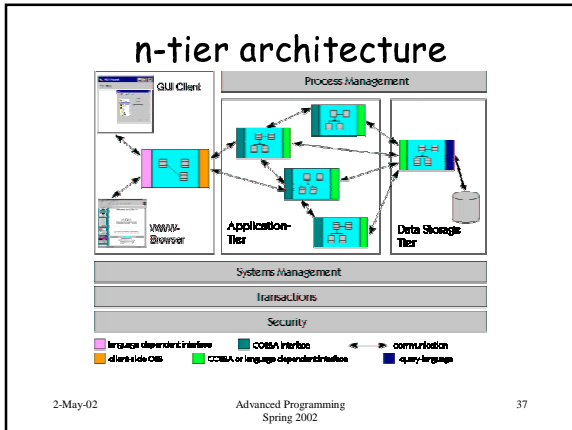 n-tier architecture
GUI Client
Process Management
WWW-
Browser
Application-
Tier
Data Storage
Tier
Systems Management
Transactions
Security
language dependent interface
CORBA interface
communication
client-side ORB
CORBA or language dependent interface
query-language
2-May-02
Advanced Programming
Spring 2002
37